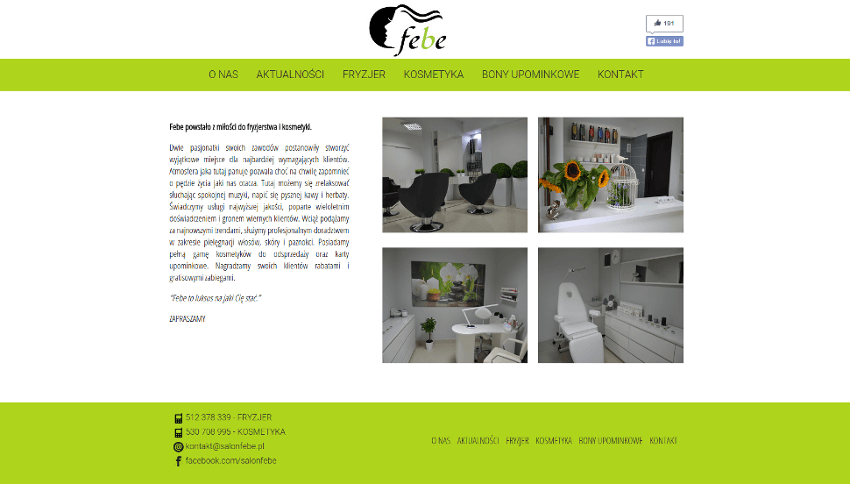 febe
191
Lubię to!
O NAS AKTUALNOŚCI FRYZJER KOSMETYKA BONY UPOMINKOWE KONTAKT
Febe powstało z miłości do fryzjerstwa i kosmetyki.
Dwie pasjonatki swoich zawodów postanowiły stworzyć
wyjątkowe miejsce dla najbardziej wymagających klientów.
Atmosfera jaka tutaj panuje pozwala choć na chwilę zapomnieć
o pędzie życia jaki nas otacza. Tutaj możemy się zrelaksować
słuchając spokojnej muzyki, napić się pysznej kawy i herbaty.
Świadczymy usługi najwyższej jakości, poparte wieloletnim
doświadczeniem i gronem wiernych klientów. Wciąż podążamy
za najnowszymi trendami, służymy profesjonalnym doradztwem
w zakresie pielęgnacji włosów, skóry i paznokci. Posiadamy
pełną gamę kosmetyków do odsprzedaży oraz karty
upominkowe. Nagradzamy swoich klientów rabatami i
gratisowymi zabiegami.
"Febe to luksus na jaki Cię stać."
ZAPRASZAMY
512 378 339 - FRYZJER
530 708 995 - KOSMETYKA
kontakt@salonfebe.pl
facebook.com/salonfebe
O NAS AKTUALNOŚCI FRYZJER KOSMETYKA BONY UPOMINKOWE KONTAKT